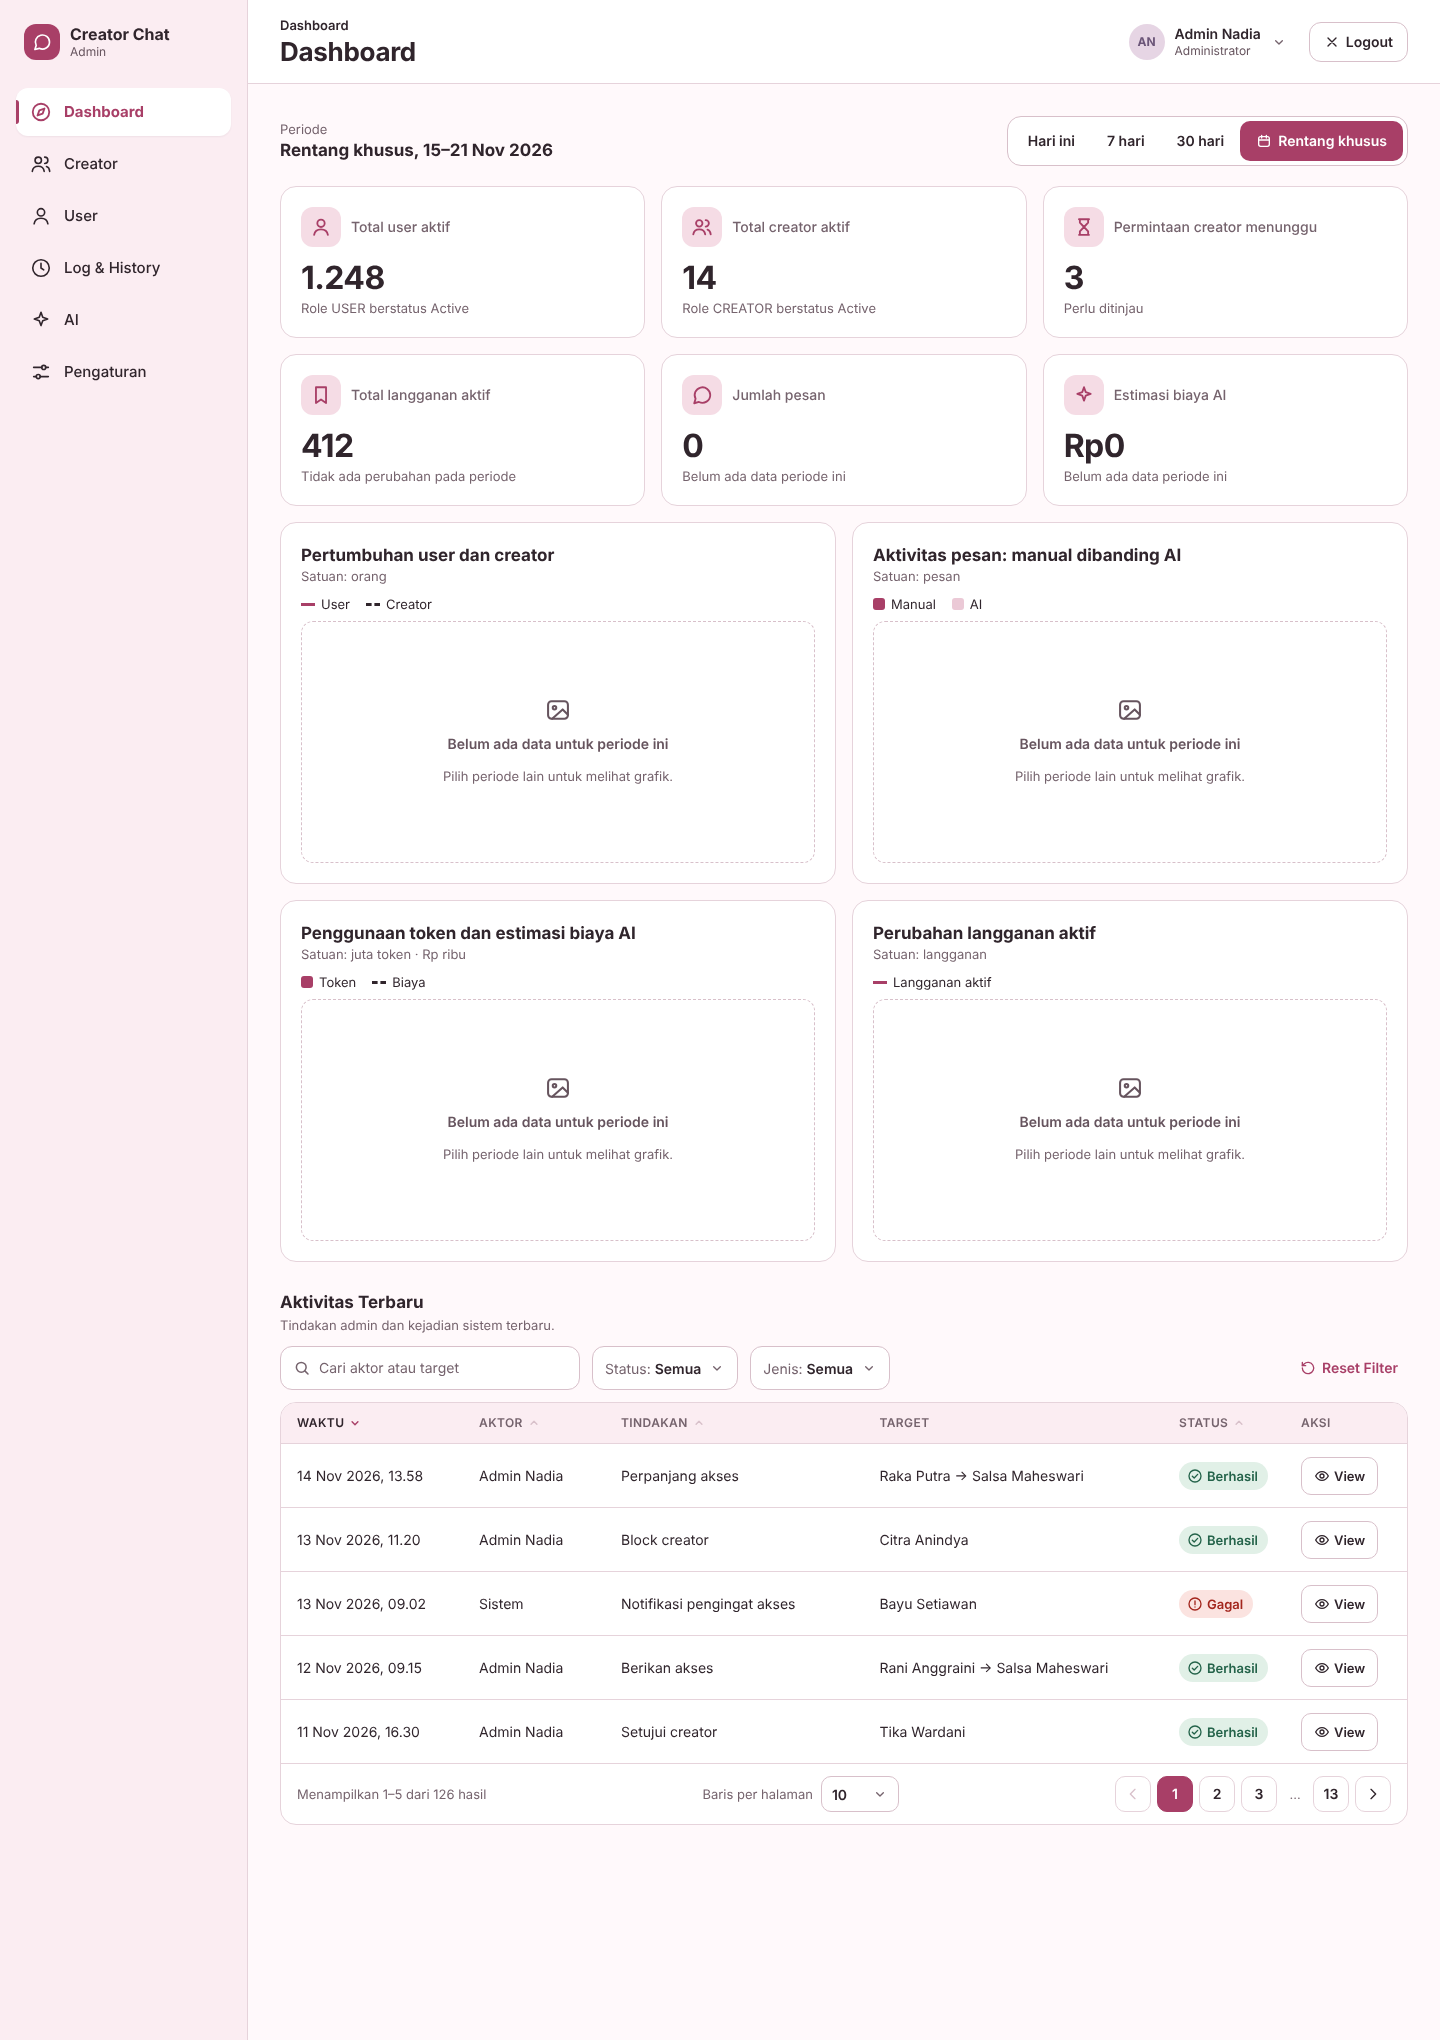 Creator Chat
Admin
Dashboard
Creator
User
Log & History
AI
Pengaturan
Dashboard
Dashboard
AN
Admin Nadia
Administrator
Logout
Periode
Rentang khusus, 15–21 Nov 2026
Hari ini
7 hari
30 hari
Rentang khusus
Total user aktif
1.248
Role USER berstatus Active
Total creator aktif
14
Role CREATOR berstatus Active
Permintaan creator menunggu
3
Perlu ditinjau
Total langganan aktif
412
Tidak ada perubahan pada periode
Jumlah pesan
0
Belum ada data periode ini
Estimasi biaya AI
Rp0
Belum ada data periode ini
Pertumbuhan user dan creator
Satuan: orang
User Creator
Belum ada data untuk periode ini
Pilih periode lain untuk melihat grafik.
Aktivitas pesan: manual dibanding AI
Satuan: pesan
Manual AI
Belum ada data untuk periode ini
Pilih periode lain untuk melihat grafik.
Penggunaan token dan estimasi biaya AI
Satuan: juta token · Rp ribu
Token Biaya
Belum ada data untuk periode ini
Pilih periode lain untuk melihat grafik.
Perubahan langganan aktif
Satuan: langganan
Langganan aktif
Belum ada data untuk periode ini
Pilih periode lain untuk melihat grafik.
Aktivitas Terbaru
Tindakan admin dan kejadian sistem terbaru.
Cari aktor atau target
Status: Semua
Jenis: Semua
Reset Filter
WAKTU AKTOR TINDAKAN TARGET STATUS AKSI
14 Nov 2026, 13.58 Admin Nadia Perpanjang akses Raka Putra → Salsa Maheswari Berhasil View
13 Nov 2026, 11.20 Admin Nadia Block creator Citra Anindya Berhasil View
13 Nov 2026, 09.02 Sistem Notifikasi pengingat akses Bayu Setiawan Gagal View
12 Nov 2026, 09.15 Admin Nadia Berikan akses Rani Anggraini → Salsa Maheswari Berhasil View
11 Nov 2026, 16.30 Admin Nadia Setujui creator Tika Wardani Berhasil View
Menampilkan 1–5 dari 126 hasil
Baris per halaman 10
1 2 3 ... 13